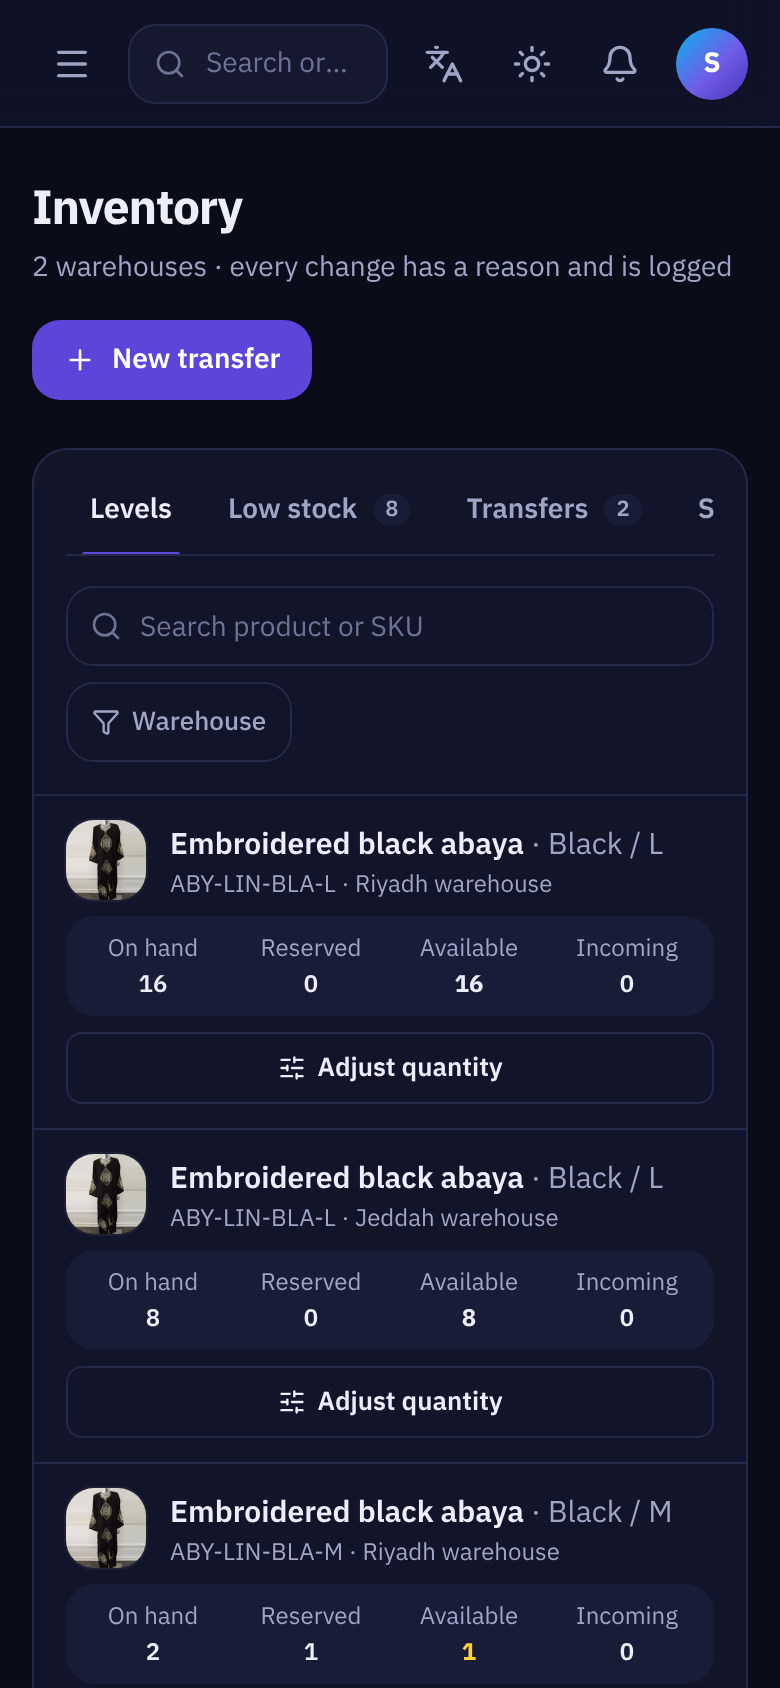 Search or...
S
Inventory
2 warehouses · every change has a reason and is logged
New transfer
Levels Low stock 8 Transfers 2 S
Search product or SKU
Warehouse
Embroidered black abaya · Black / L
ABY-LIN-BLA-L · Riyadh warehouse
On hand Reserved Available Incoming
16 0 16 0
Adjust quantity
Embroidered black abaya · Black / L
ABY-LIN-BLA-L · Jeddah warehouse
On hand Reserved Available Incoming
8 0 8 0
Adjust quantity
Embroidered black abaya · Black / M
ABY-LIN-BLA-M · Riyadh warehouse
On hand Reserved Available Incoming
2 1 1 0